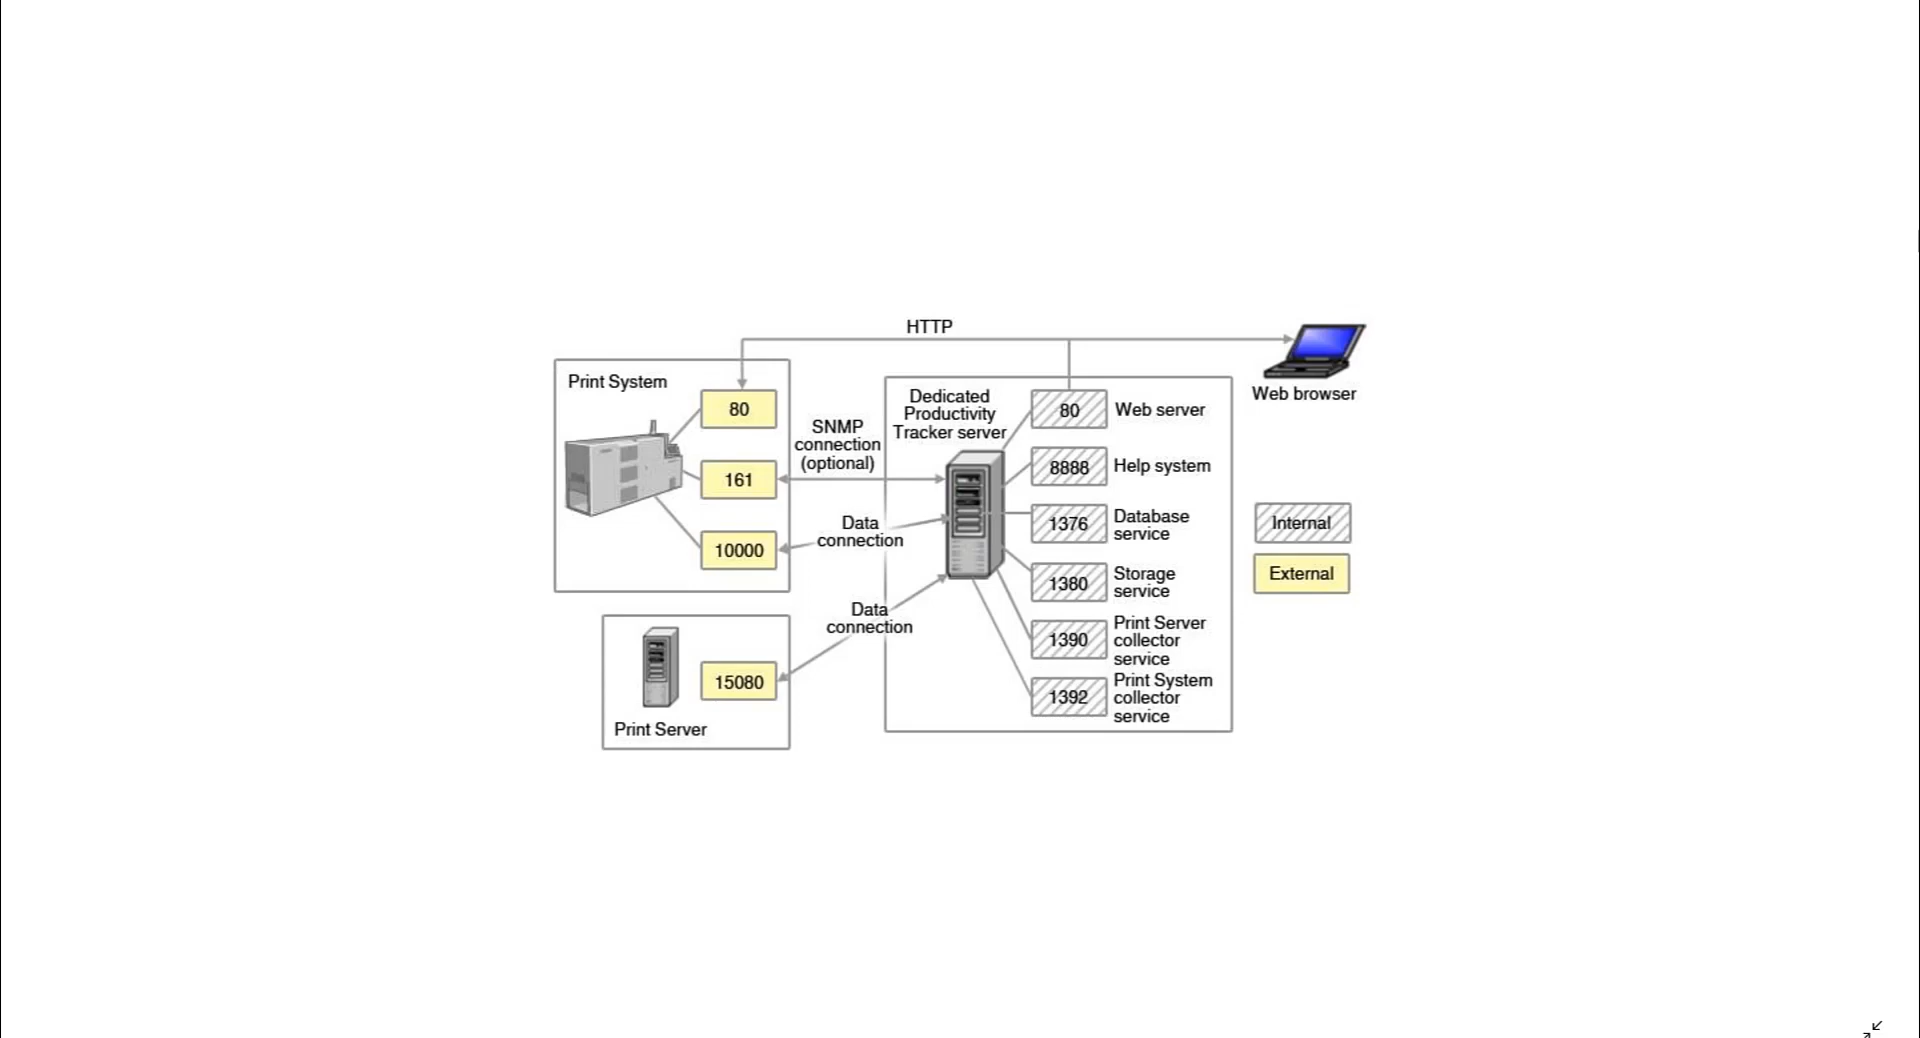 HTTP
Print System
80
161
10000
SNMP
connection
(optional)
Data
connection
Data
connection
15080
Print Server
Dedicated
Productivity
Tracker server
80
Web server
8888
Help system
1376
Database
service
1380
Storage
service
1390
Print Server
collector
service
1392
Print System
collector
service
Web browser
Internal
External